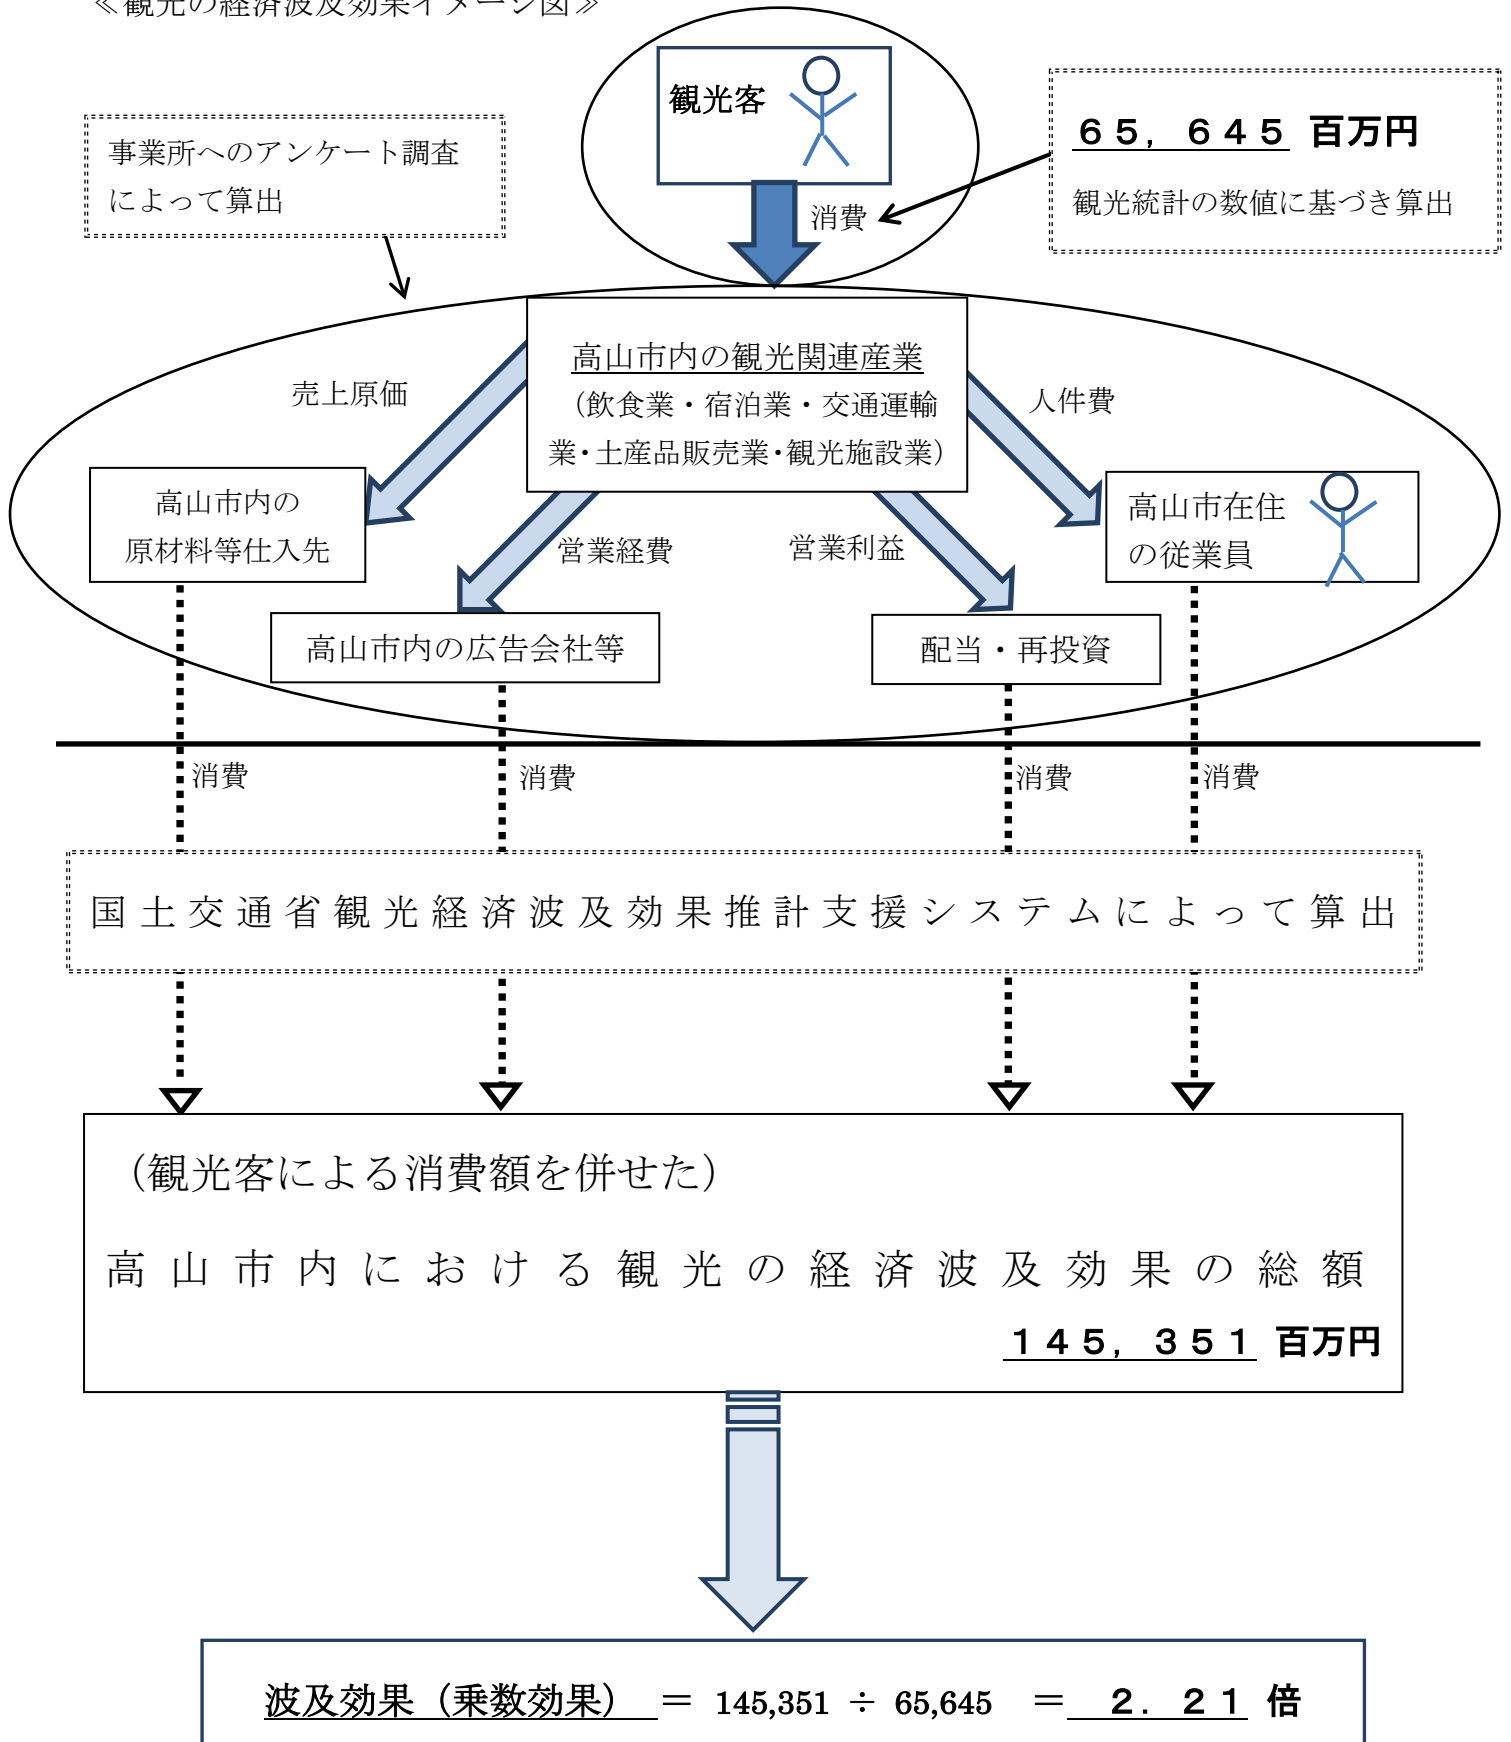 ≪観光の経済波及効果イメージ図≫
観光客
事業所へのアンケート調査
によって算出
６５，６４５ 百万円
観光統計の数値に基づき算出
消費
高山市内の観光関連産業
（飲食業・宿泊業・交通運輸
業・土産品販売業・観光施設業）
売上原価
人件費
高山市内の
原材料等仕入先
営業経費
営業利益
高山市在住
の従業員
高山市内の広告会社等
配当・再投資
消費
消費
消費
消費
国土交通省観光経済波及効果推計支援システムによって算出
（観光客による消費額を併せた）
高山市内における観光の経済波及効果の総額
１４５，３５１ 百万円
波及効果（乗数効果） ＝ 145,351 ÷ 65,645 ＝ ２．２１ 倍